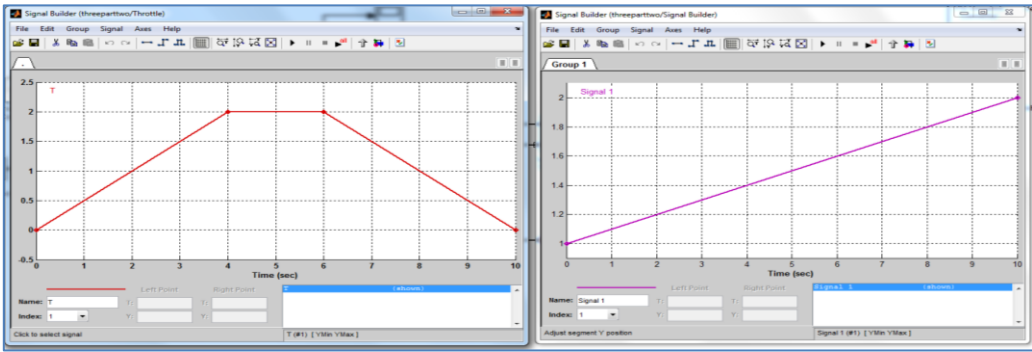 Signal Builder (threeparttwo/Throttle)
File Edit Group Signal Axes Help
.
T
2.5
2
1.5
1
0.5
0
-0.5
0 1 2 3 4 5 6 7 8 9 10
Time (sec)
Left Point Right Point
Name: T T: T:
Index: 1 Y: Y:
T (shown)
Click to select signal
T (#1) [ YMin YMax ]
Signal Builder (threeparttwo/Signal Builder)
File Edit Group Signal Axes Help
Group 1
Signal 1
2
1.8
1.6
1.4
1.2
1
0 1 2 3 4 5 6 7 8 9 10
Time (sec)
Left Point Right Point
Name: Signal 1 T: T:
Index: 1 Y: Y:
Signal 1 (shown)
Adjust segment Y position
Signal 1 (#1) [ YMin YMax ]